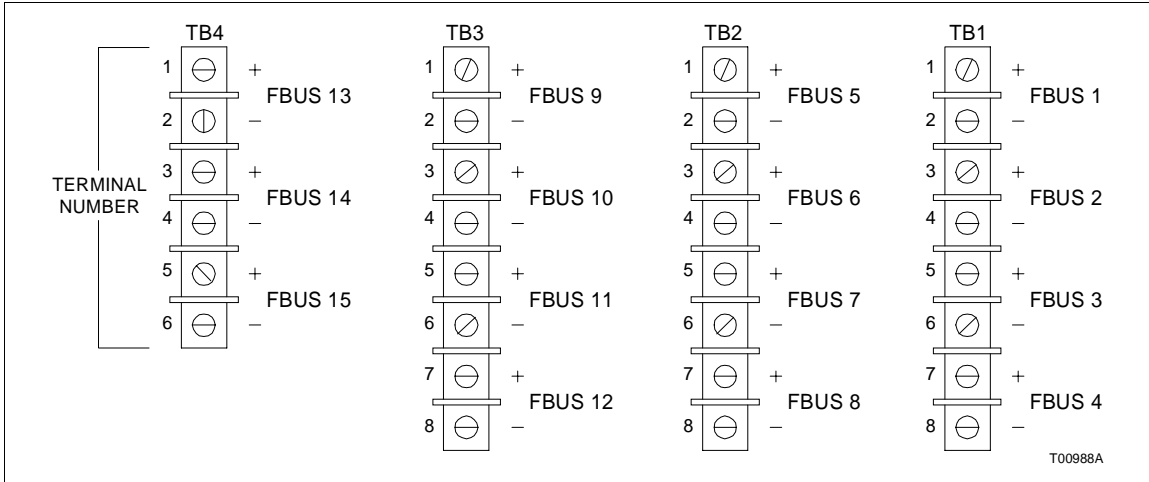 TB4 TB3 TB2 TB1
1 + 1 + 1 + 1 +
FBUS 13 FBUS 9 FBUS 5 FBUS 1
2 – 2 – 2 – 2 –
3 + 3 + 3 + 3 +
TERMINAL
NUMBER
FBUS 14 FBUS 10 FBUS 6 FBUS 2
4 – 4 – 4 – 4 –
5 + 5 + 5 + 5 +
FBUS 15 FBUS 11 FBUS 7 FBUS 3
6 – 6 – 6 – 6 –
7 + 7 + 7 +
FBUS 12 FBUS 8 FBUS 4
8 – 8 – 8 –
T00988A